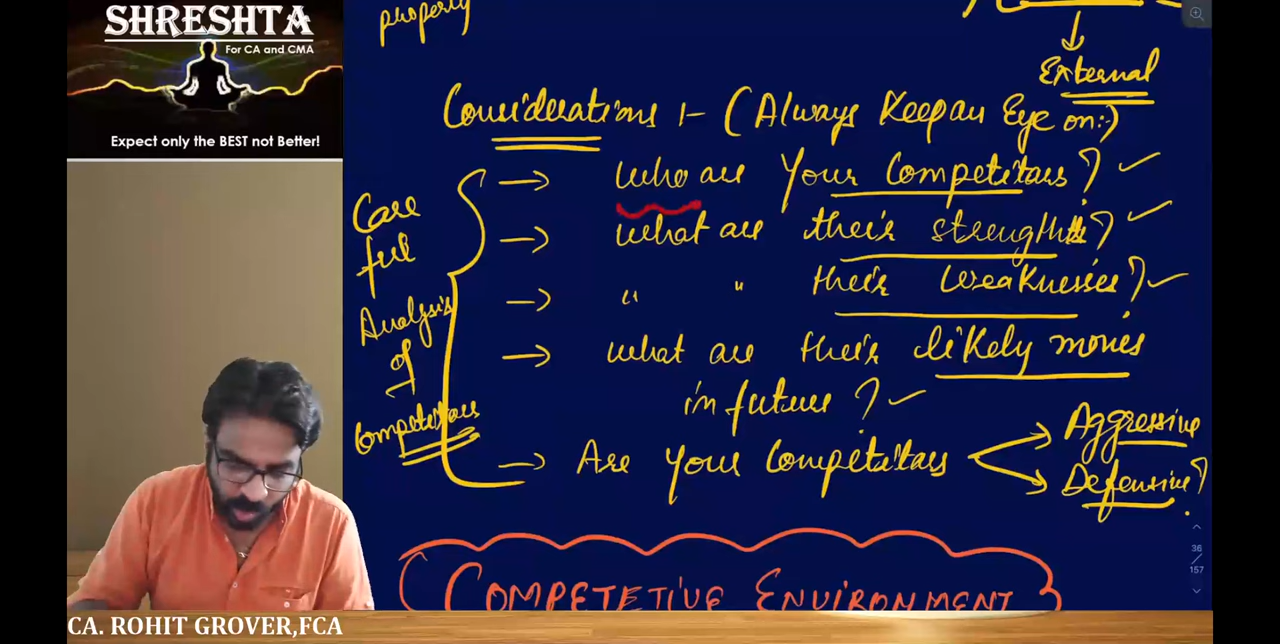 SHRESHTA
For CA and CMA
Expect only the BEST not Better!
property
External
Considerations :- (Always Keep an Eye on:)
→ Who are Your Competitors? ✓
→ What are their strengths? ✓
→ " " their Weaknesses? ✓
→ What are their likely moves
in future? ✓
→ Are Your Competitors
Aggressive
Defensive?
Care
ful
Analysis
of
Competitors
COMPETETIVE ENVIRONMENT
36
157
CA. ROHIT GROVER,FCA